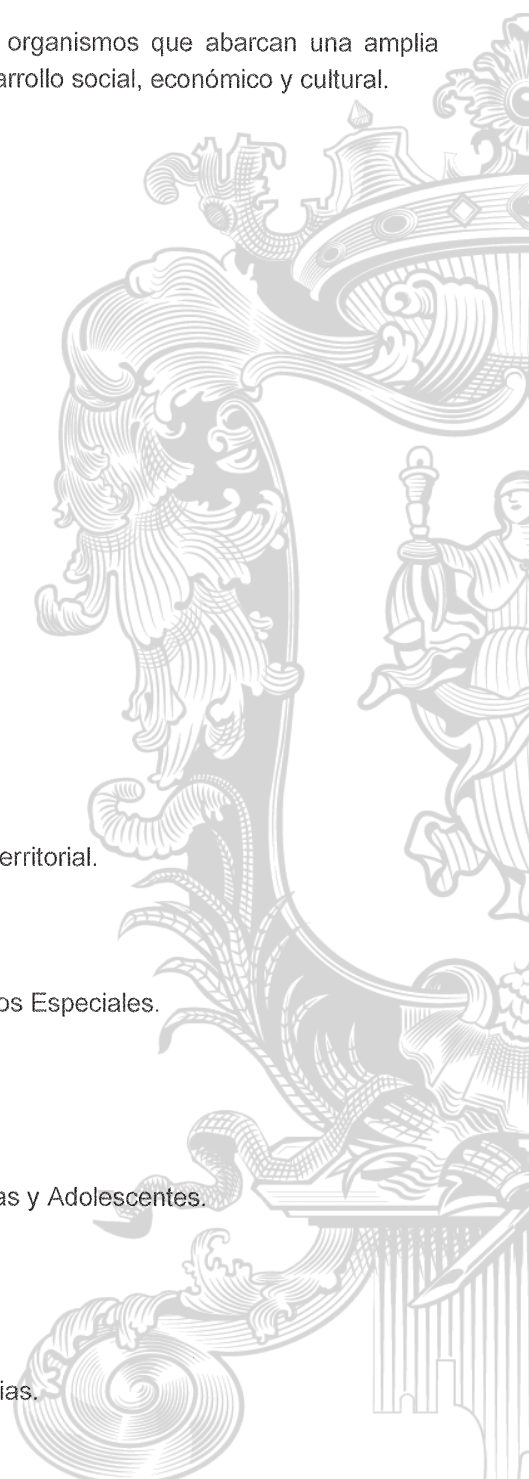 organismos que abarcan una amplia
arrollo social, económico y cultural.
erritorial.
os Especiales.
as y Adolescentes.
ias.